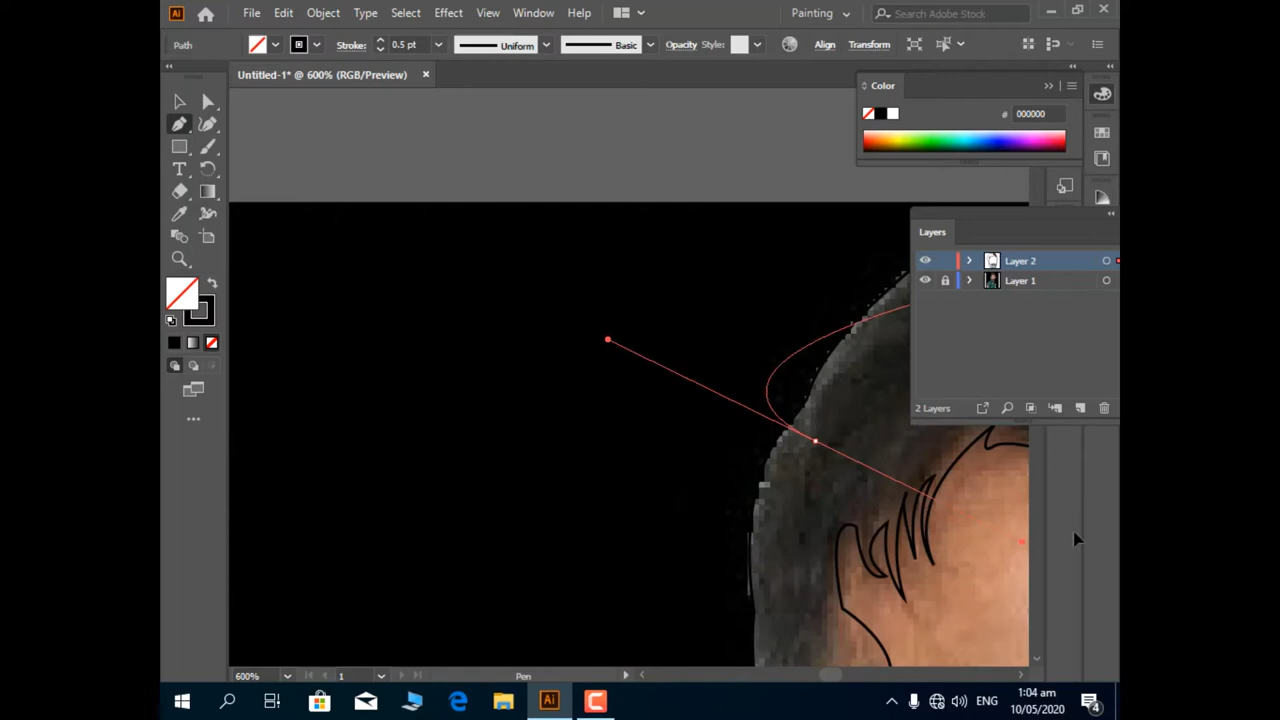 Ai File Edit Object Type Select Effect View Window Help Painting Search Adobe Stock
Path Stroke: 0.5 pt Uniform Basic Opacity Style: Align Transform
Untitled-1* @ 600% (RGB/Preview)
Color
# 000000
Layers
Layer 2
Layer 1
2 Layers
600% 1 Pen
Ai ENG 1:04 am
10/05/2020 4